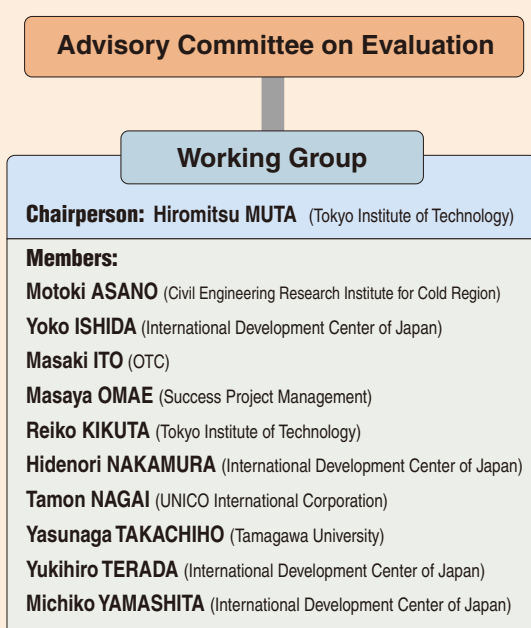 Advisory Committee on Evaluation
Working Group
Chairperson: Hiromitsu MUTA (Tokyo Institute of Technology)
Members:
Motoki ASANO (Civil Engineering Research Institute for Cold Region)
Yoko ISHIDA (International Development Center of Japan)
Masaki ITO (OTC)
Masaya OMAE (Success Project Management)
Reiko KIKUTA (Tokyo Institute of Technology)
Hidenori NAKAMURA (International Development Center of Japan)
Tamon NAGAI (UNICO International Corporation)
Yasunaga TAKACHIHO (Tamagawa University)
Yukihiro TERADA (International Development Center of Japan)
Michiko YAMASHITA (International Development Center of Japan)